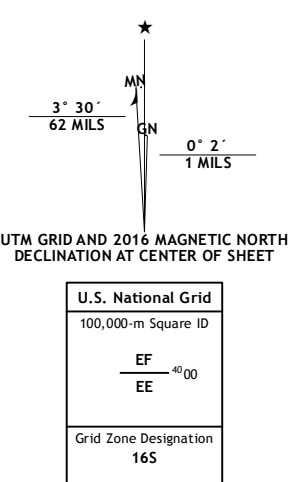 MN
3° 30´
62 MILS
GN
0° 2´
1 MILS
UTM GRID AND 2016 MAGNETIC NORTH
DECLINATION AT CENTER OF SHEET
U.S. National Grid
100,000-m Square ID
EF
4000
EE
Grid Zone Designation
16S